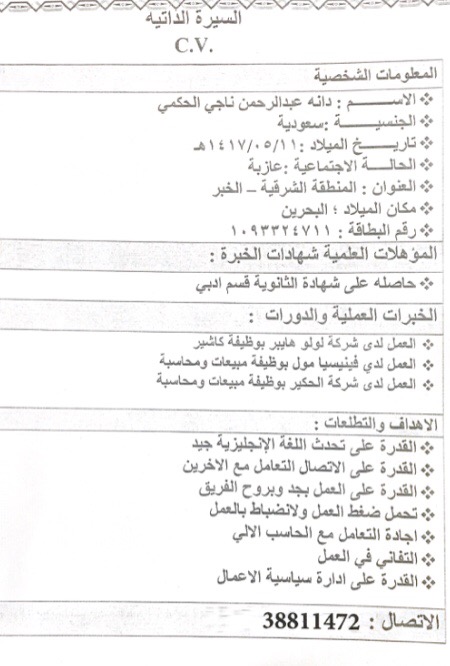 السيرة الذاتيه
C.V.
المعلومات الشخصية
❖ الاســــم : دانه عبدالرحمن ناجي الحكمي
❖ الجنسيـــة :سعودية
❖ تاريـــخ الميلاد :١٤١٧/٠٥/١١هـ
❖ الحالـــة الاجتماعية :عازبة
❖ العنوان : المنطقة الشرقية – الخبر
❖ مكان الميلاد ؛ البحرين
❖ رقم البطاقة : ١٠٩٣٣٢٤٧١١
المؤهلات العلمية شهادات الخبرة :
❖ حاصله على شهادة الثانوية قسم ادبي
الخبرات العملية والدورات :
❖ العمل لدى شركة لولو هايبر بوظيفة كاشير
❖ العمل لدي فينيسيا مول بوظيفة مبيعات ومحاسبة
❖ العمل لدي شركة الحكير بوظيفة مبيعات ومحاسبة
الاهداف والتطلعات :
❖ القدرة على تحدث اللغة الإنجليزية جيد
❖ القدرة على الاتصال التعامل مع الاخرين
❖ القدرة على العمل بجد وبروح الفريق
❖ تحمل ضغط العمل ولانضباط بالعمل
❖ اجادة التعامل مع الحاسب الالي
❖ التفاني في العمل
❖ القدرة على ادارة سياسية الاعمال
الاتصال : 38811472